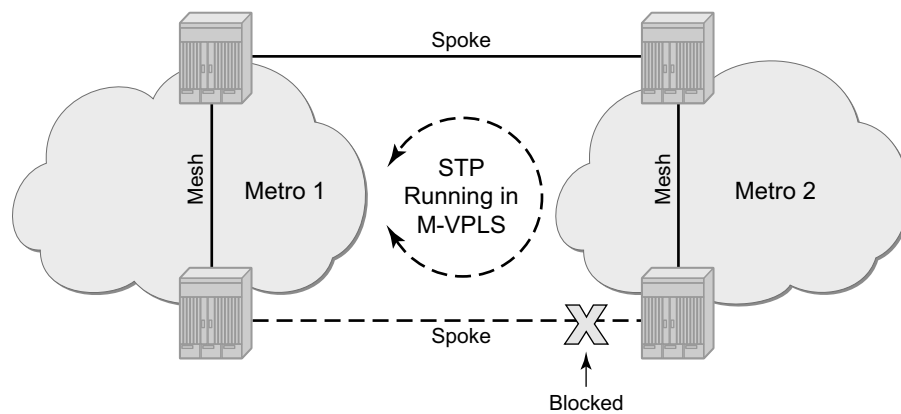 Spoke
Mesh
Metro 1
STP
Running in
M-VPLS
Mesh
Metro 2
Spoke
X
Blocked